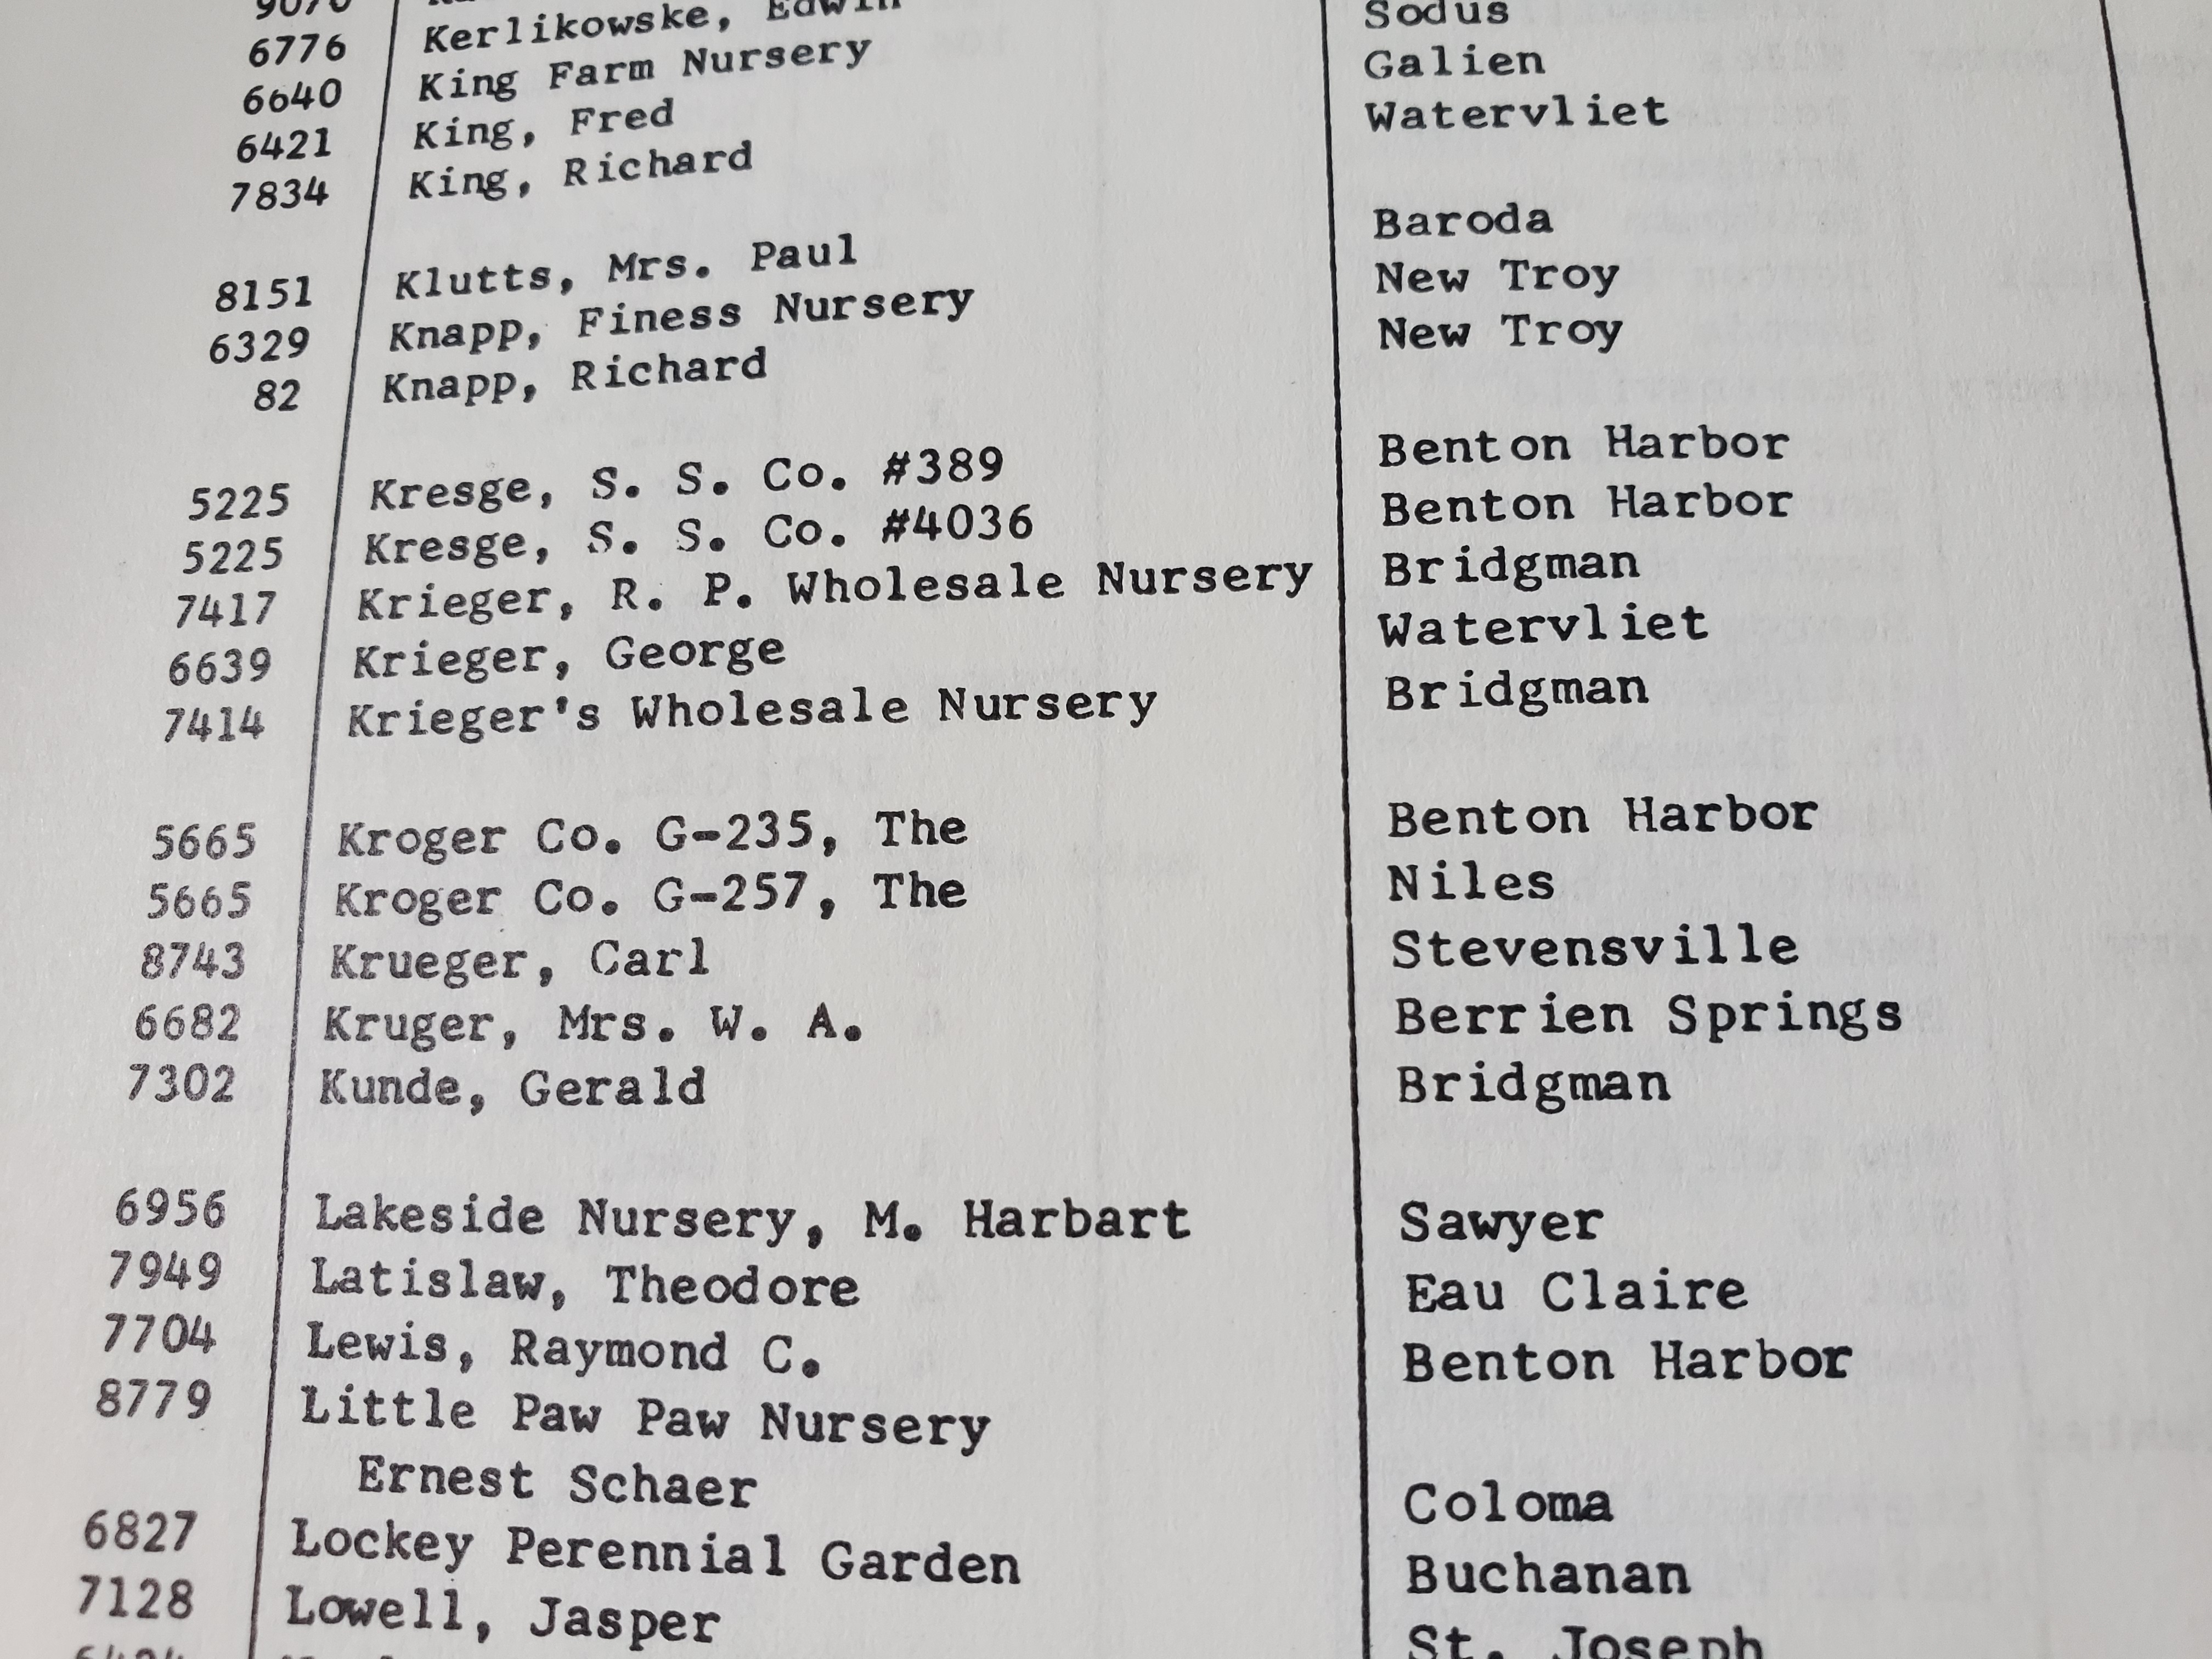 6776 Kerlikowske, Edwin
6640 King Farm Nursery Sodus
6421 King, Fred Galien
7834 King, Richard Watervliet
8151 Klutts, Mrs. Paul Baroda
6329 Knapp, Finess Nursery New Troy
82 Knapp, Richard New Troy
5225 Kresge, S. S. Co. #389 Benton Harbor
5225 Kresge, S. S. Co. #4036 Benton Harbor
7417 Krieger, R. P. Wholesale Nursery Bridgman
6639 Krieger, George Watervliet
7414 Krieger's Wholesale Nursery Bridgman
5665 Kroger Co. G-235, The Benton Harbor
5665 Kroger Co. G-257, The Niles
8743 Krueger, Carl Stevensville
6682 Kruger, Mrs. W. A. Berrien Springs
7302 Kunde, Gerald Bridgman
6956 Lakeside Nursery, M. Harbart Sawyer
7949 Latislaw, Theodore Eau Claire
7704 Lewis, Raymond C. Benton Harbor
8779 Little Paw Paw Nursery
Ernest Schaer Coloma
6827 Lockey Perennial Garden Buchanan
7128 Lowell, Jasper St. Joseph